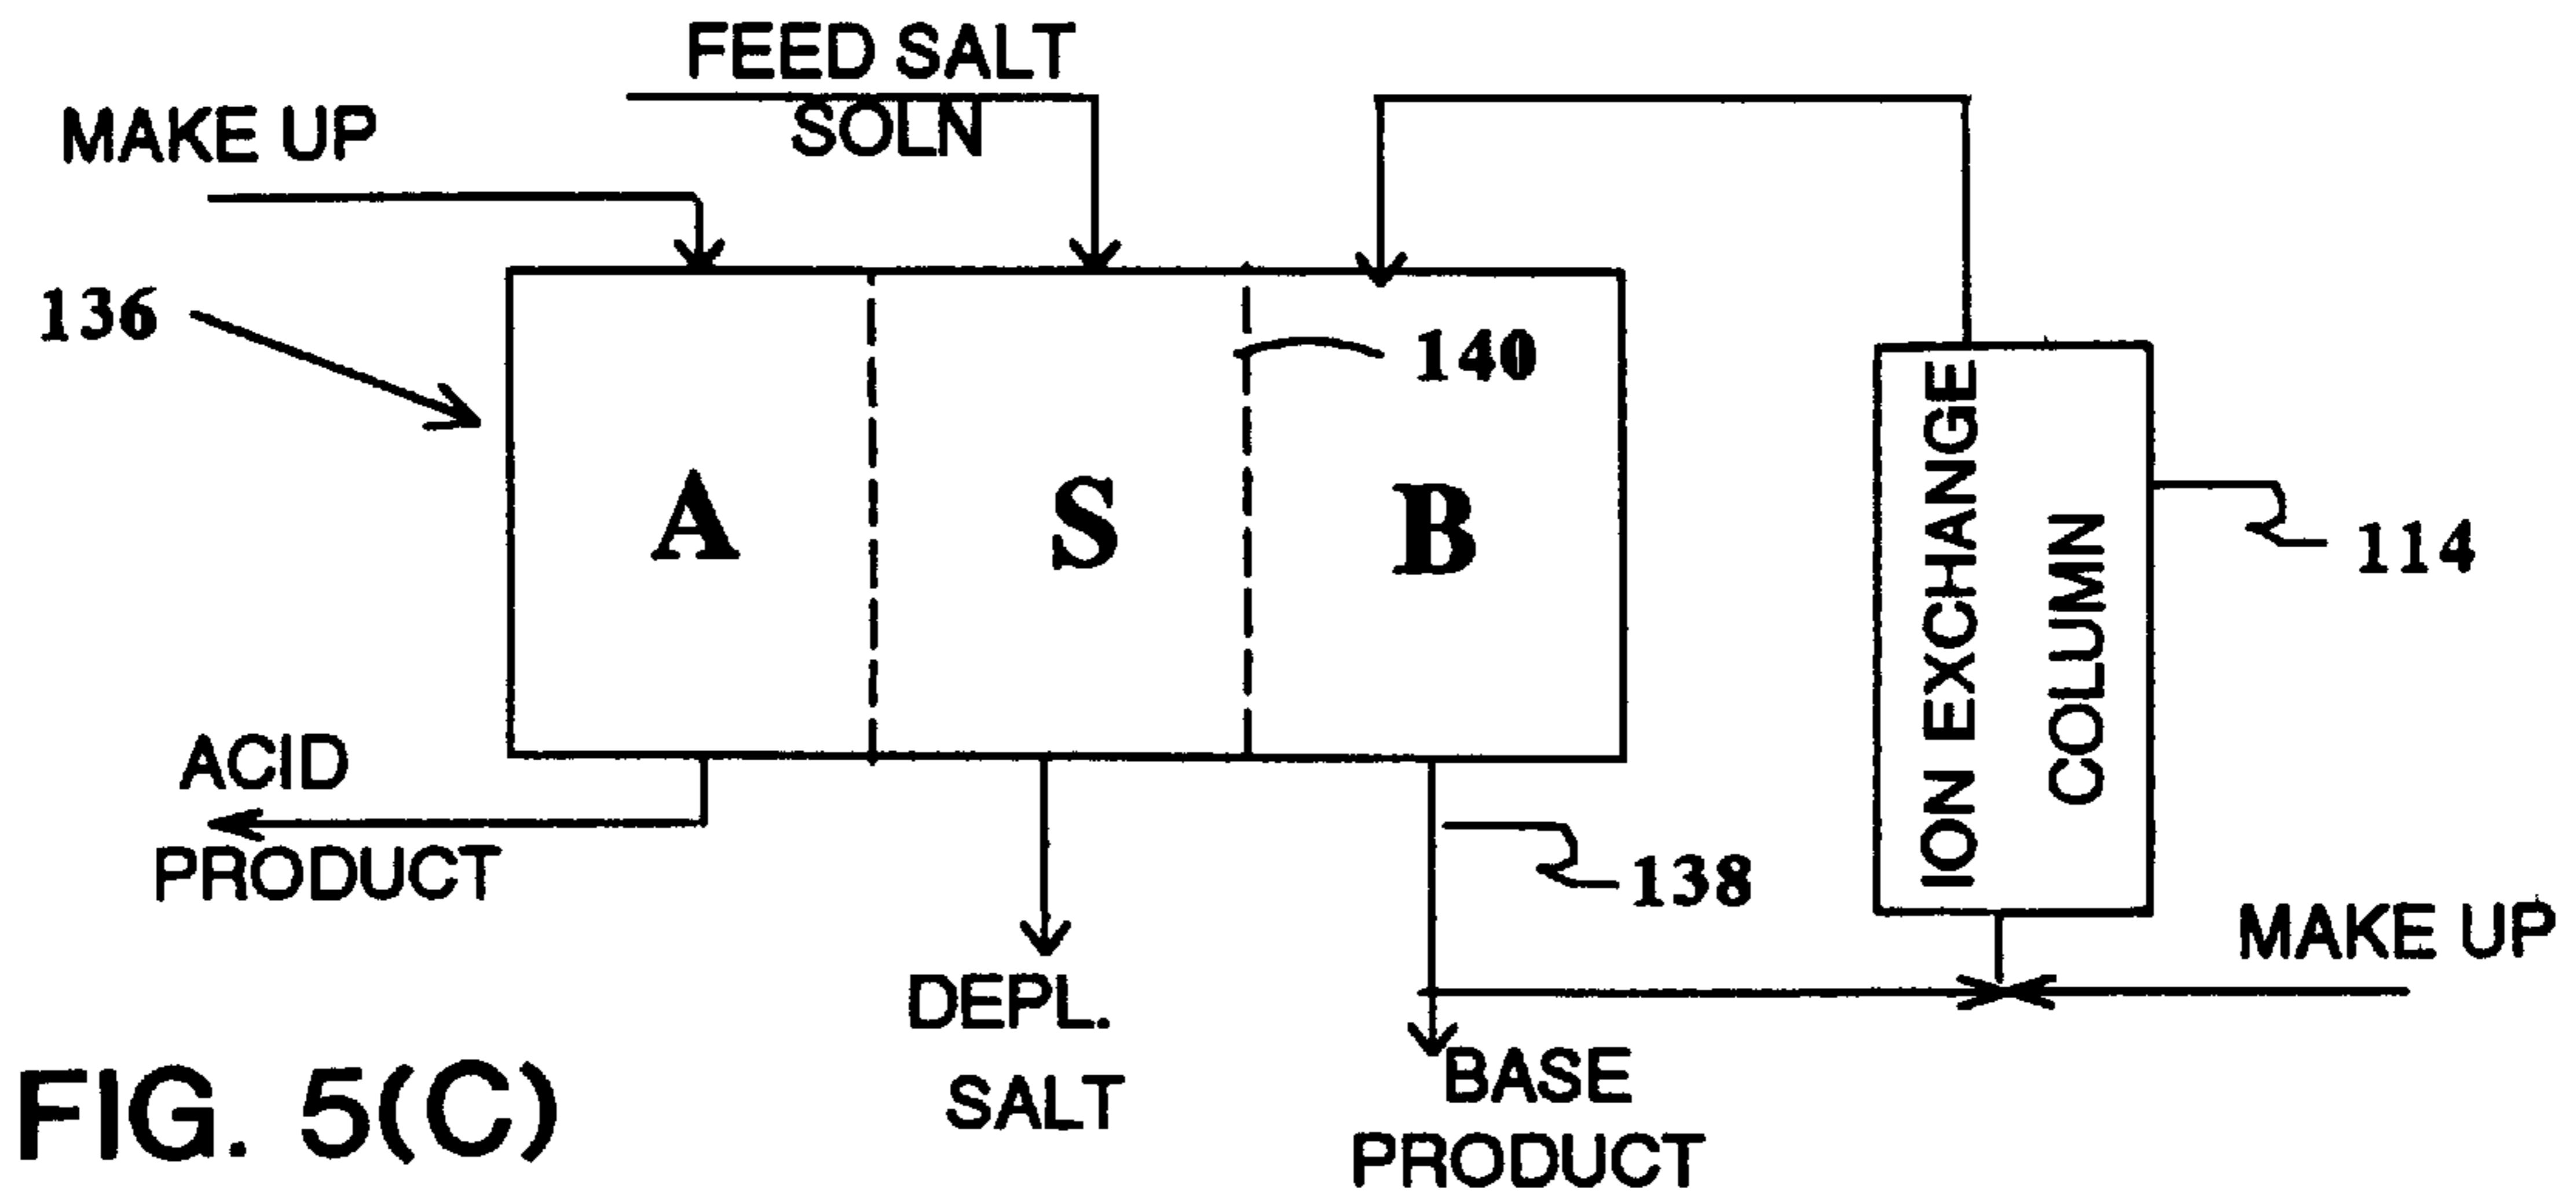 FEED SALT
SOLN
MAKE UP
136
140
A
S
B
ION EXCHANGE
COLUMN
114
ACID
PRODUCT
138
MAKE UP
DEPL.
SALT
BASE
PRODUCT
FIG. 5(C)